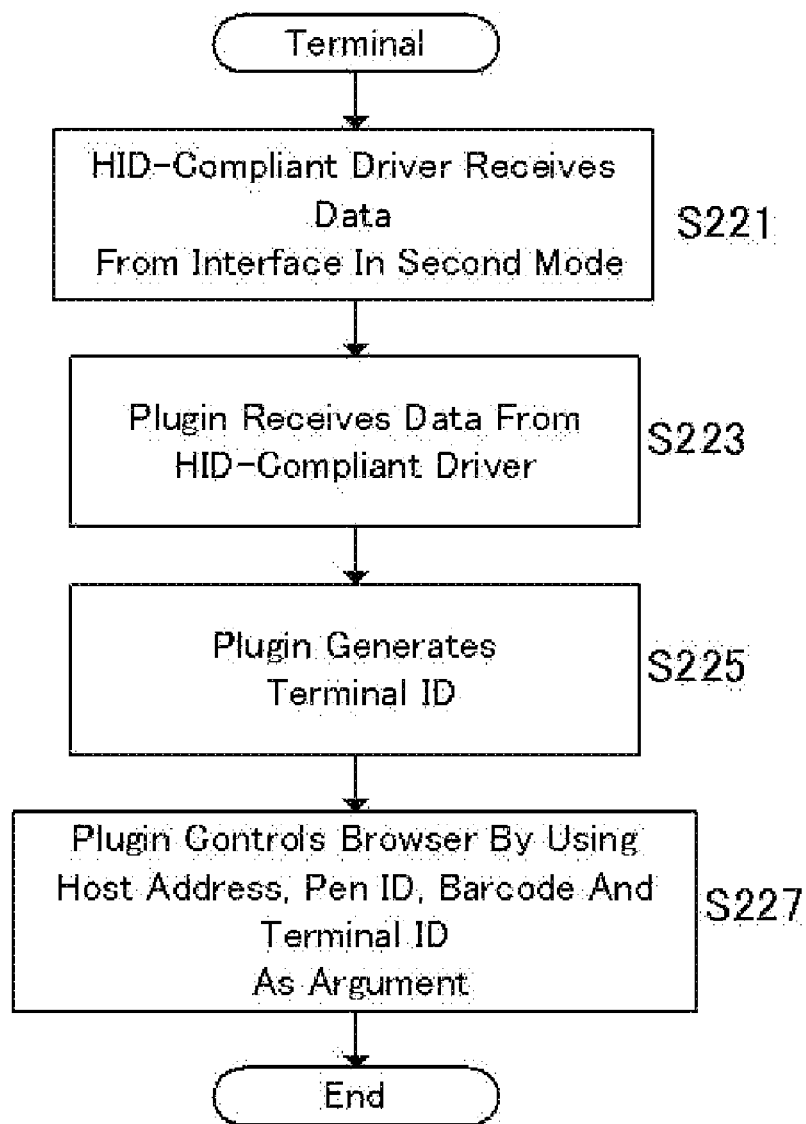 Terminal
HID-Compliant Driver Receives
Data
From Interface In Second Mode
S221
Plugin Receives Data From
HID-Compliant Driver
S223
Plugin Generates
Terminal ID
S225
Plugin Controls Browser By Using
Host Address, Pen ID, Barcode And
Terminal ID
As Argument
S227
End